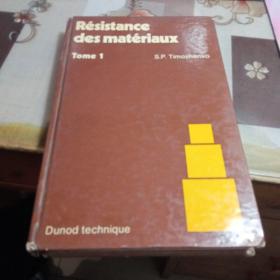 Résistance
des matériaux
Tome 1
S.P. Timoshenko
Dunod technique